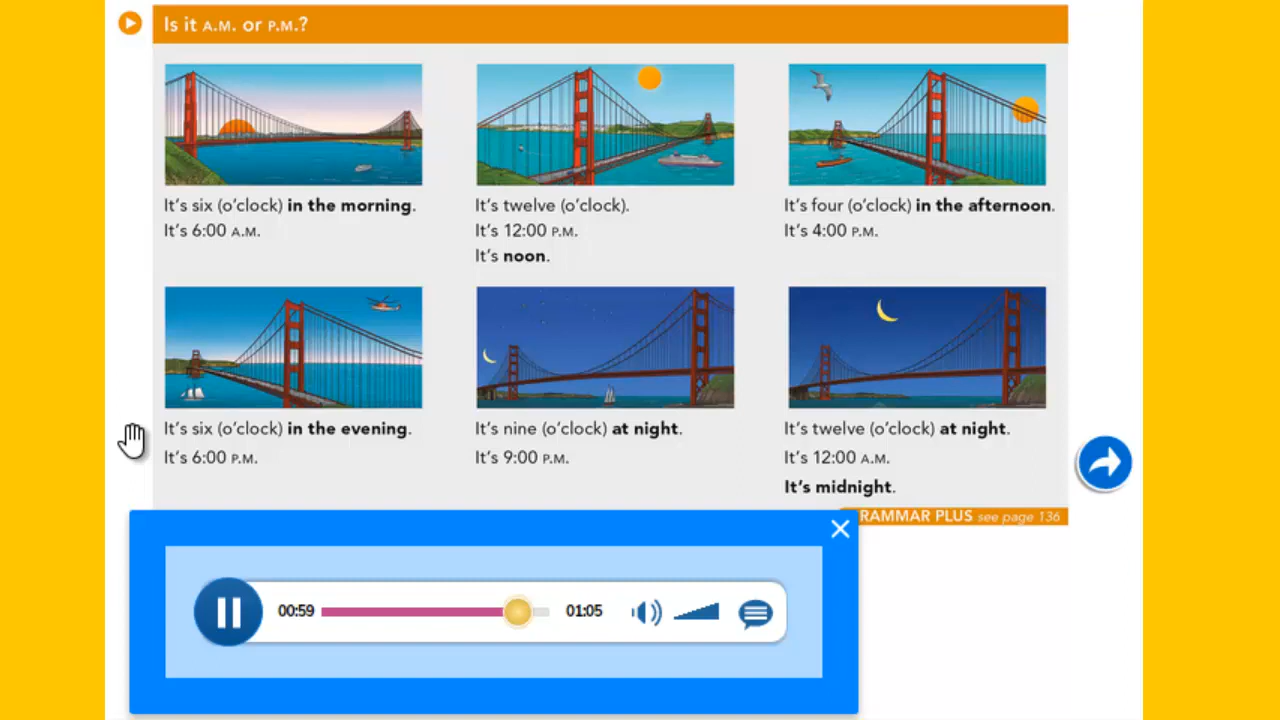 Is it A.M. or P.M.?
It's six (o'clock) in the morning.
It's 6:00 A.M.
It's twelve (o'clock).
It's 12:00 P.M.
It's noon.
It's four (o'clock) in the afternoon.
It's 4:00 P.M.
It's six (o'clock) in the evening.
It's 6:00 P.M.
It's nine (o'clock) at night.
It's 9:00 P.M.
It's twelve (o'clock) at night.
It's 12:00 A.M.
It's midnight.
RAMMAR PLUS see page 136
00:59 01:05